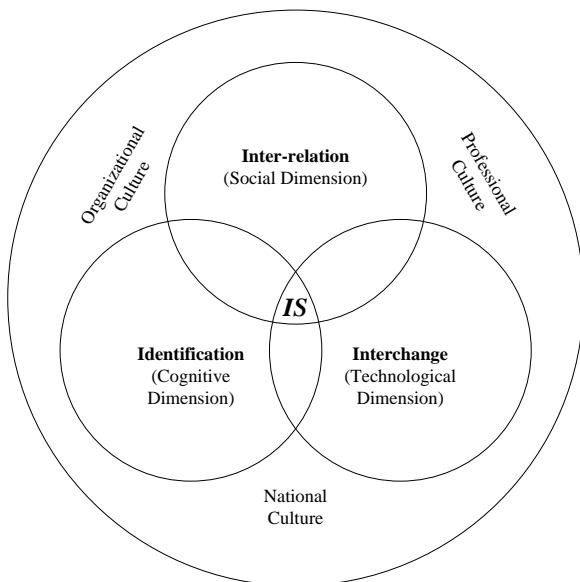 Organizational
Culture
Professional
Culture
Inter-relation
(Social Dimension)
IS
Identification
(Cognitive
Dimension)
Interchange
(Technological
Dimension)
National
Culture